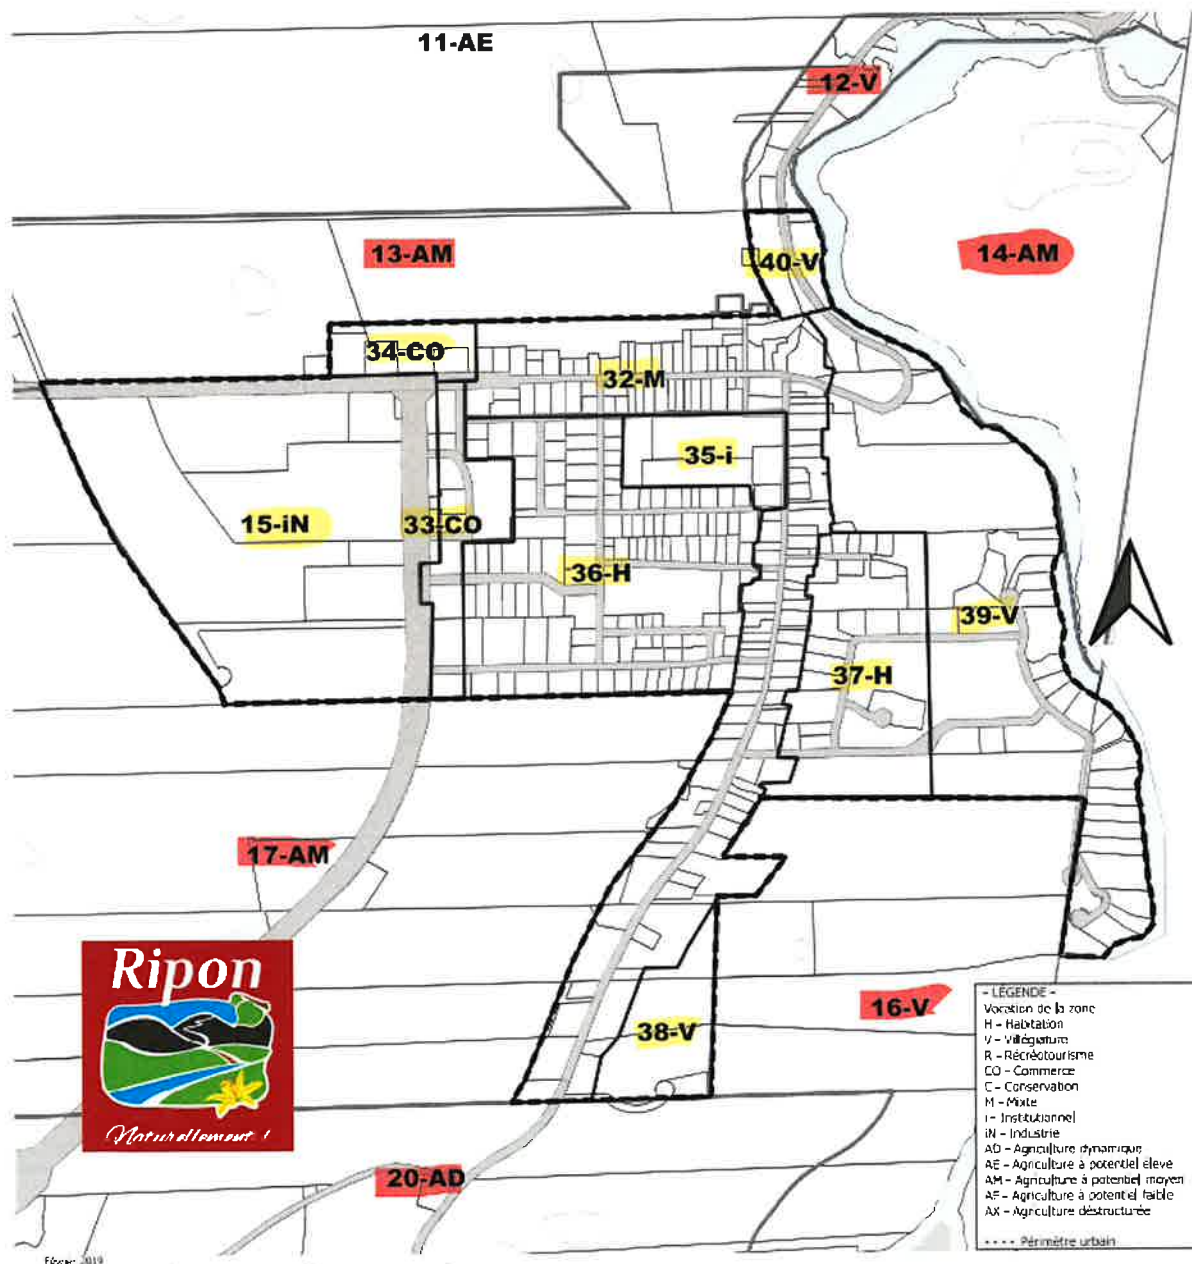 11-AE
12-V
13-AM
40-V
14-AM
34-CO
32-M
35-i
15-iN
33-CO
36-H
39-V
37-H
17-AM
Ripon
Naturellement !
16-V
38-V
20-AD
- LÉGENDE -
Vocation de la zone
H - Habitation
V - Villégiature
R - Récréotourisme
CO - Commerce
C - Conservation
M - Mixte
i - Institutionnel
iN - Industrie
AD - Agriculture dynamique
AE - Agriculture à potentiel élevé
AM - Agriculture à potentiel moyen
AF - Agriculture à potentiel faible
AX - Agriculture déstructurée
---- Périmètre urbain
Février 2019